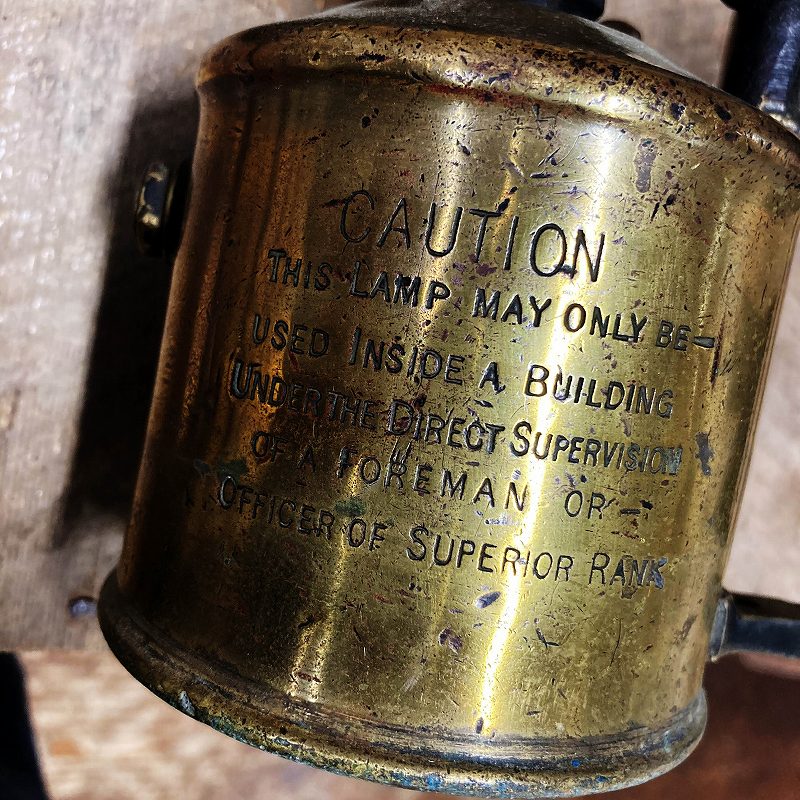 CAUTION
THIS LAMP MAY ONLY BE
USED INSIDE A BUILDING
UNDER THE DIRECT SUPERVISION
OF A FOREMAN OR
OFFICER OF SUPERIOR RANK